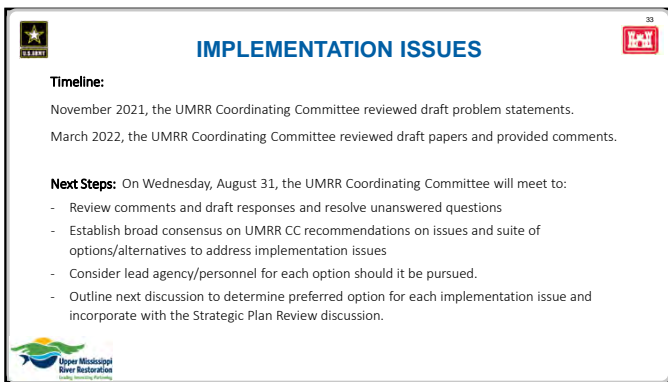 33
U.S. ARMY
IMPLEMENTATION ISSUES
Timeline:
November 2021, the UMRR Coordinating Committee reviewed draft problem statements.
March 2022, the UMRR Coordinating Committee reviewed draft papers and provided comments.
Next Steps: On Wednesday, August 31, the UMRR Coordinating Committee will meet to:
- Review comments and draft responses and resolve unanswered questions
- Establish broad consensus on UMRR CC recommendations on issues and suite of
options/alternatives to address implementation issues
- Consider lead agency/personnel for each option should it be pursued.
- Outline next discussion to determine preferred option for each implementation issue and
incorporate with the Strategic Plan Review discussion.
Upper Mississippi
River Restoration
Leading Innovating Partnering